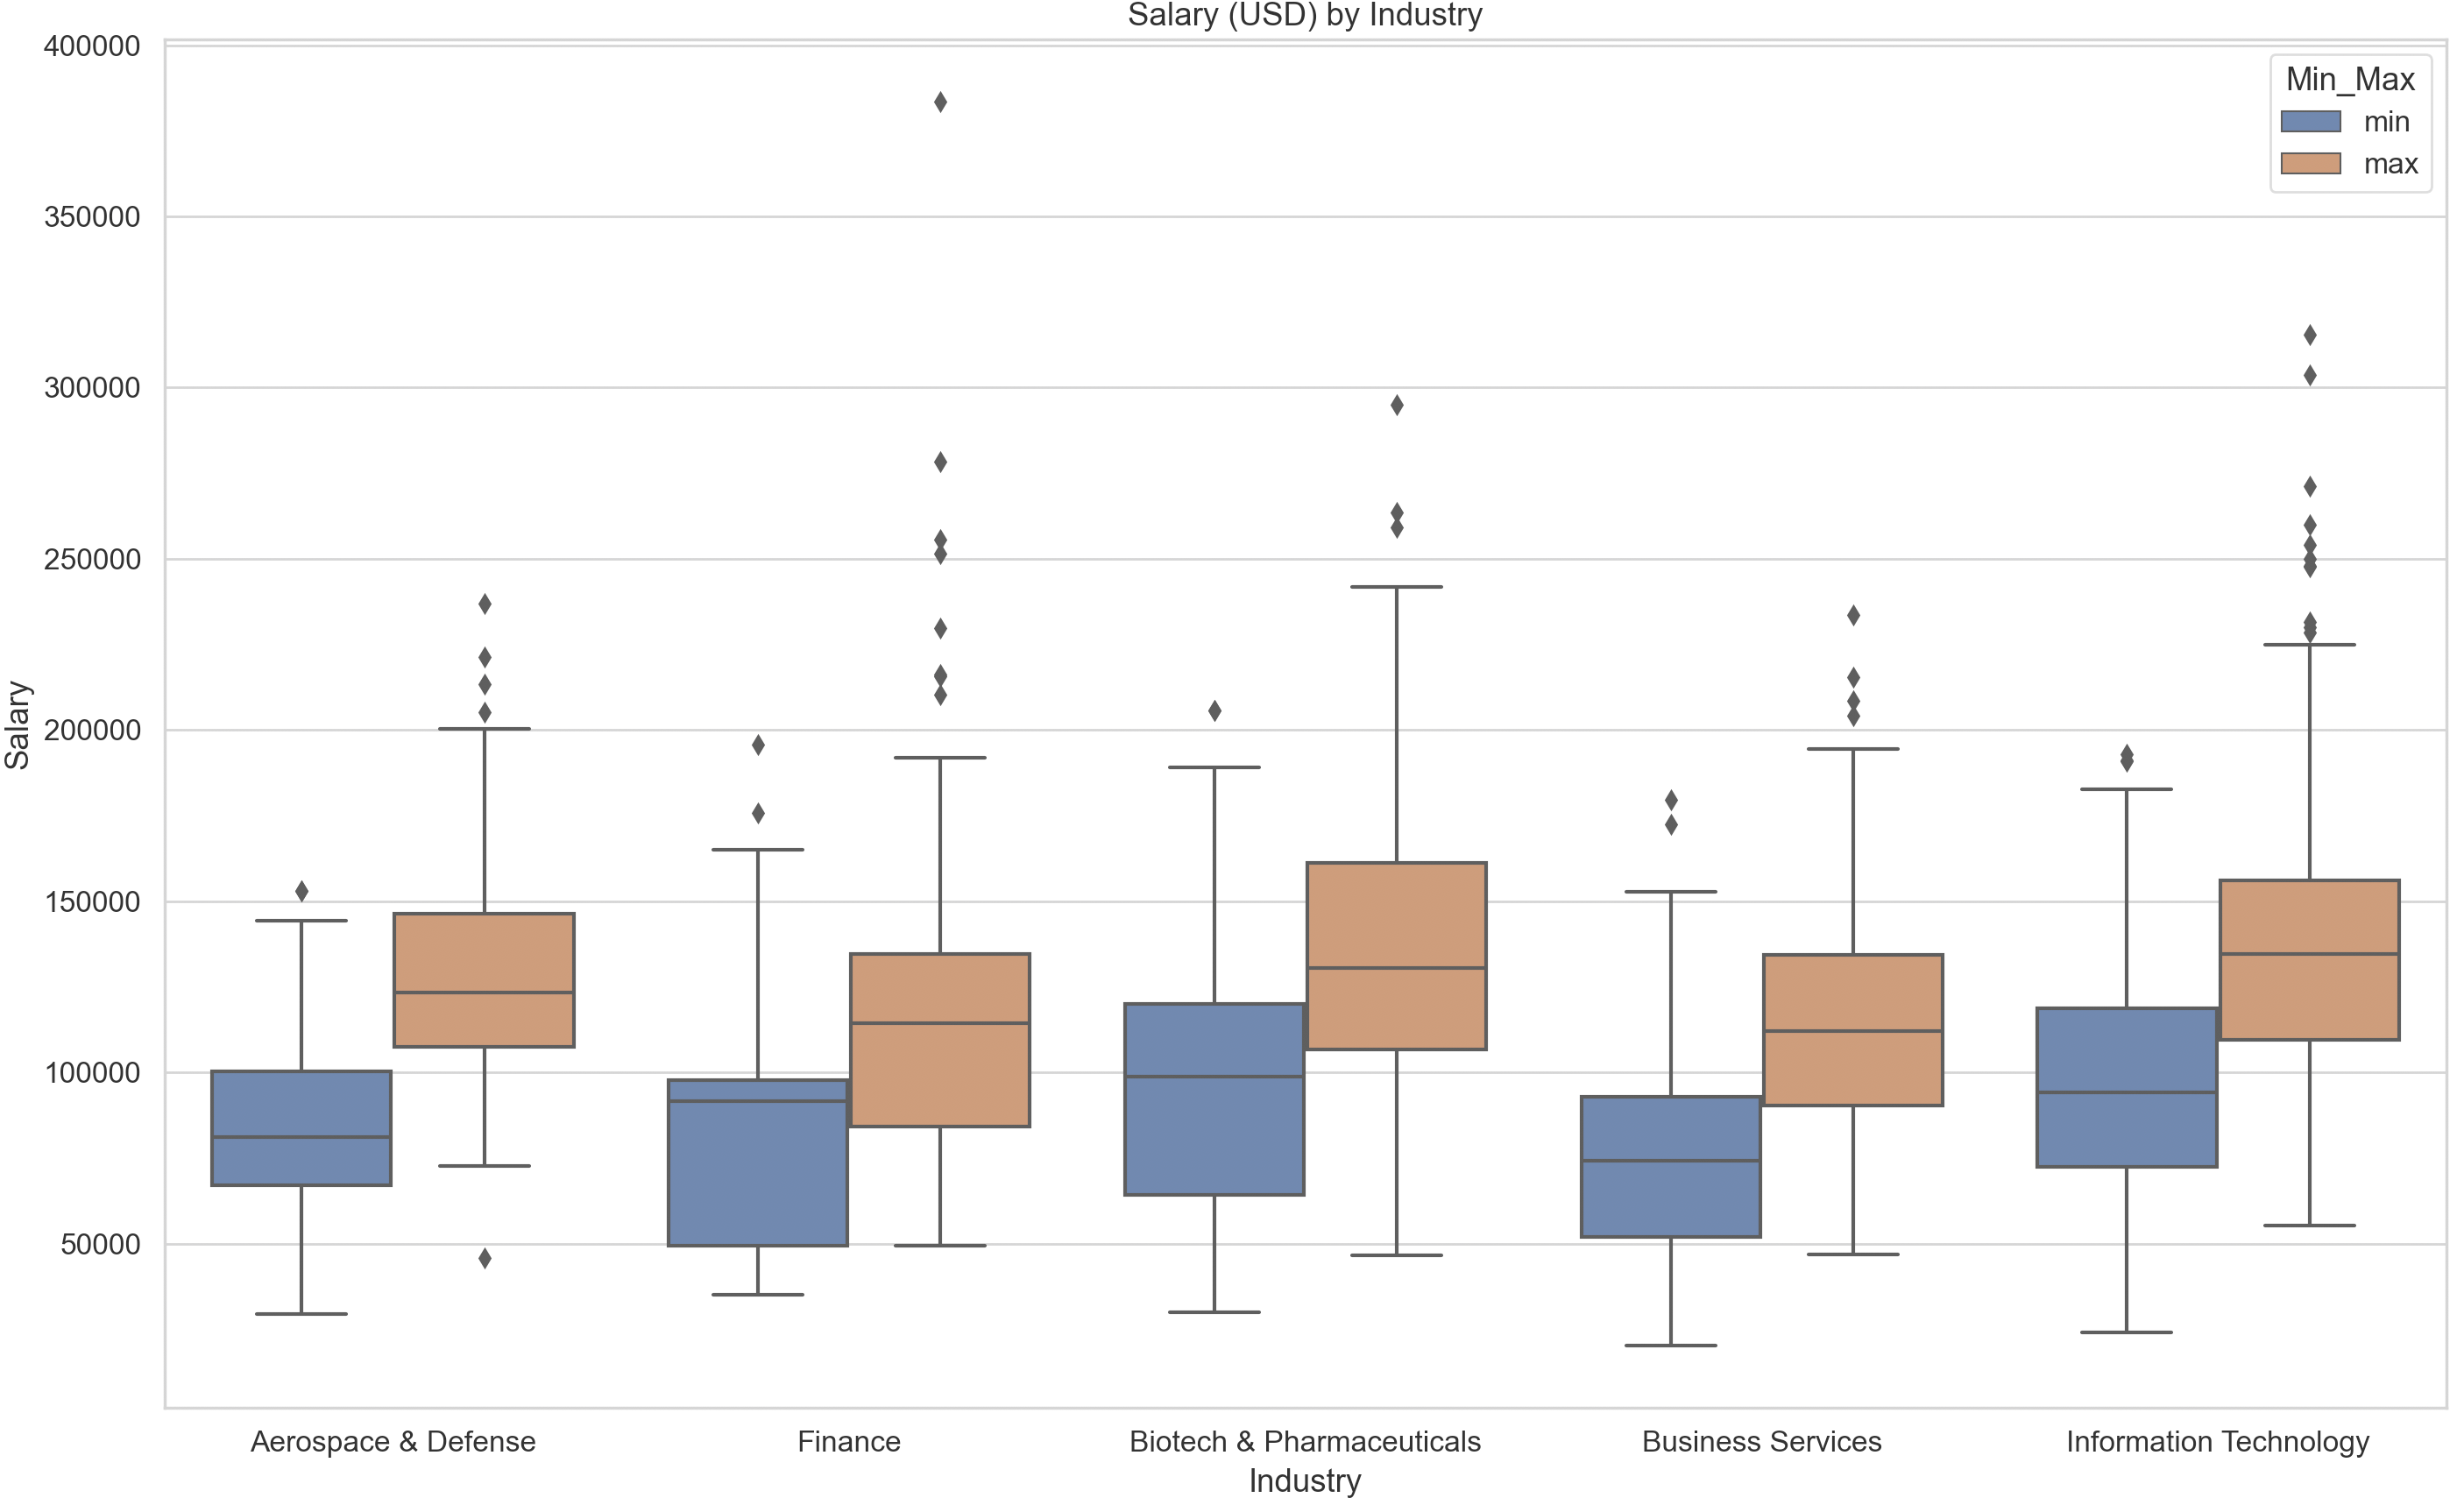 Salary (USD) by Industry
400000
350000
300000
250000
200000
150000
100000
50000
Salary
Min_Max
min
max
Aerospace & Defense
Finance
Biotech & Pharmaceuticals
Business Services
Information Technology
Industry